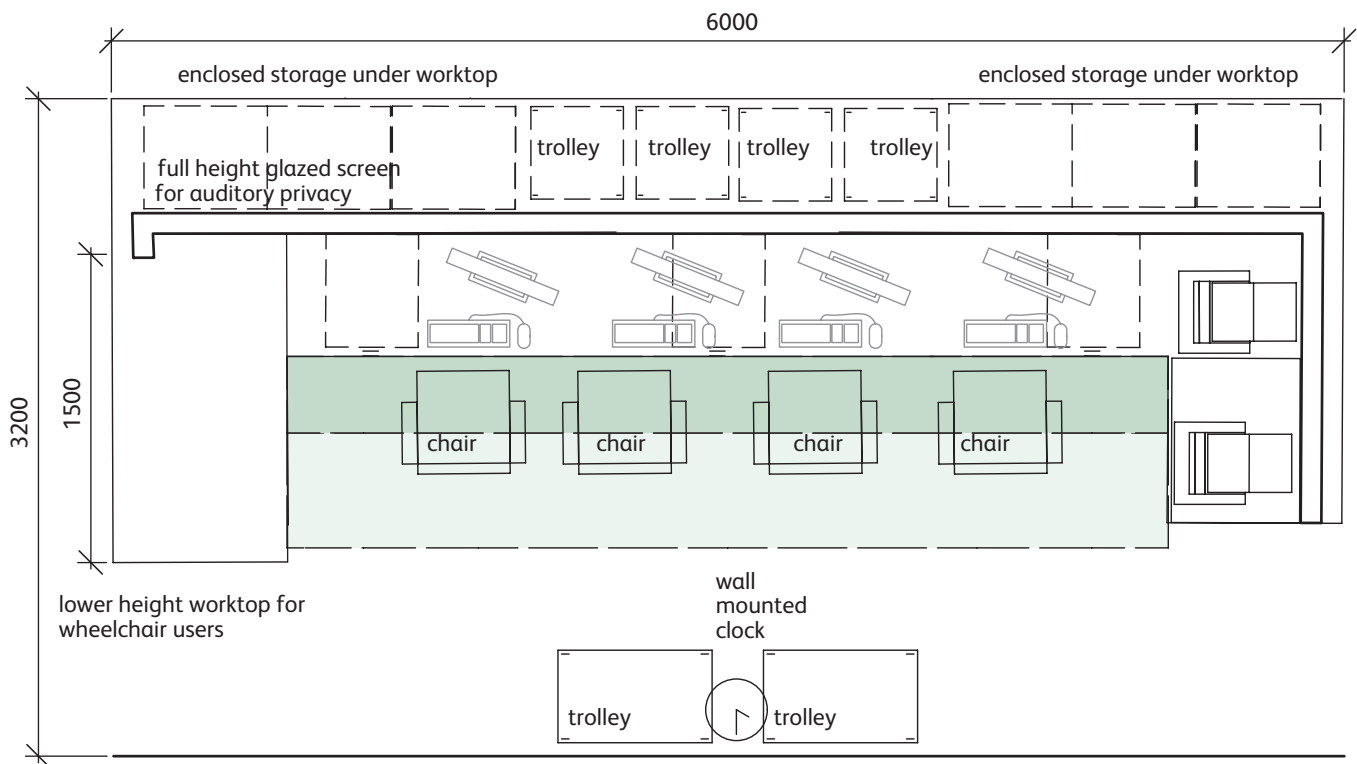 6000
enclosed storage under worktop
enclosed storage under worktop
trolley
trolley
trolley
trolley
full height glazed screen
for auditory privacy
1500
3200
chair
chair
chair
chair
lower height worktop for
wheelchair users
wall
mounted
clock
trolley
trolley